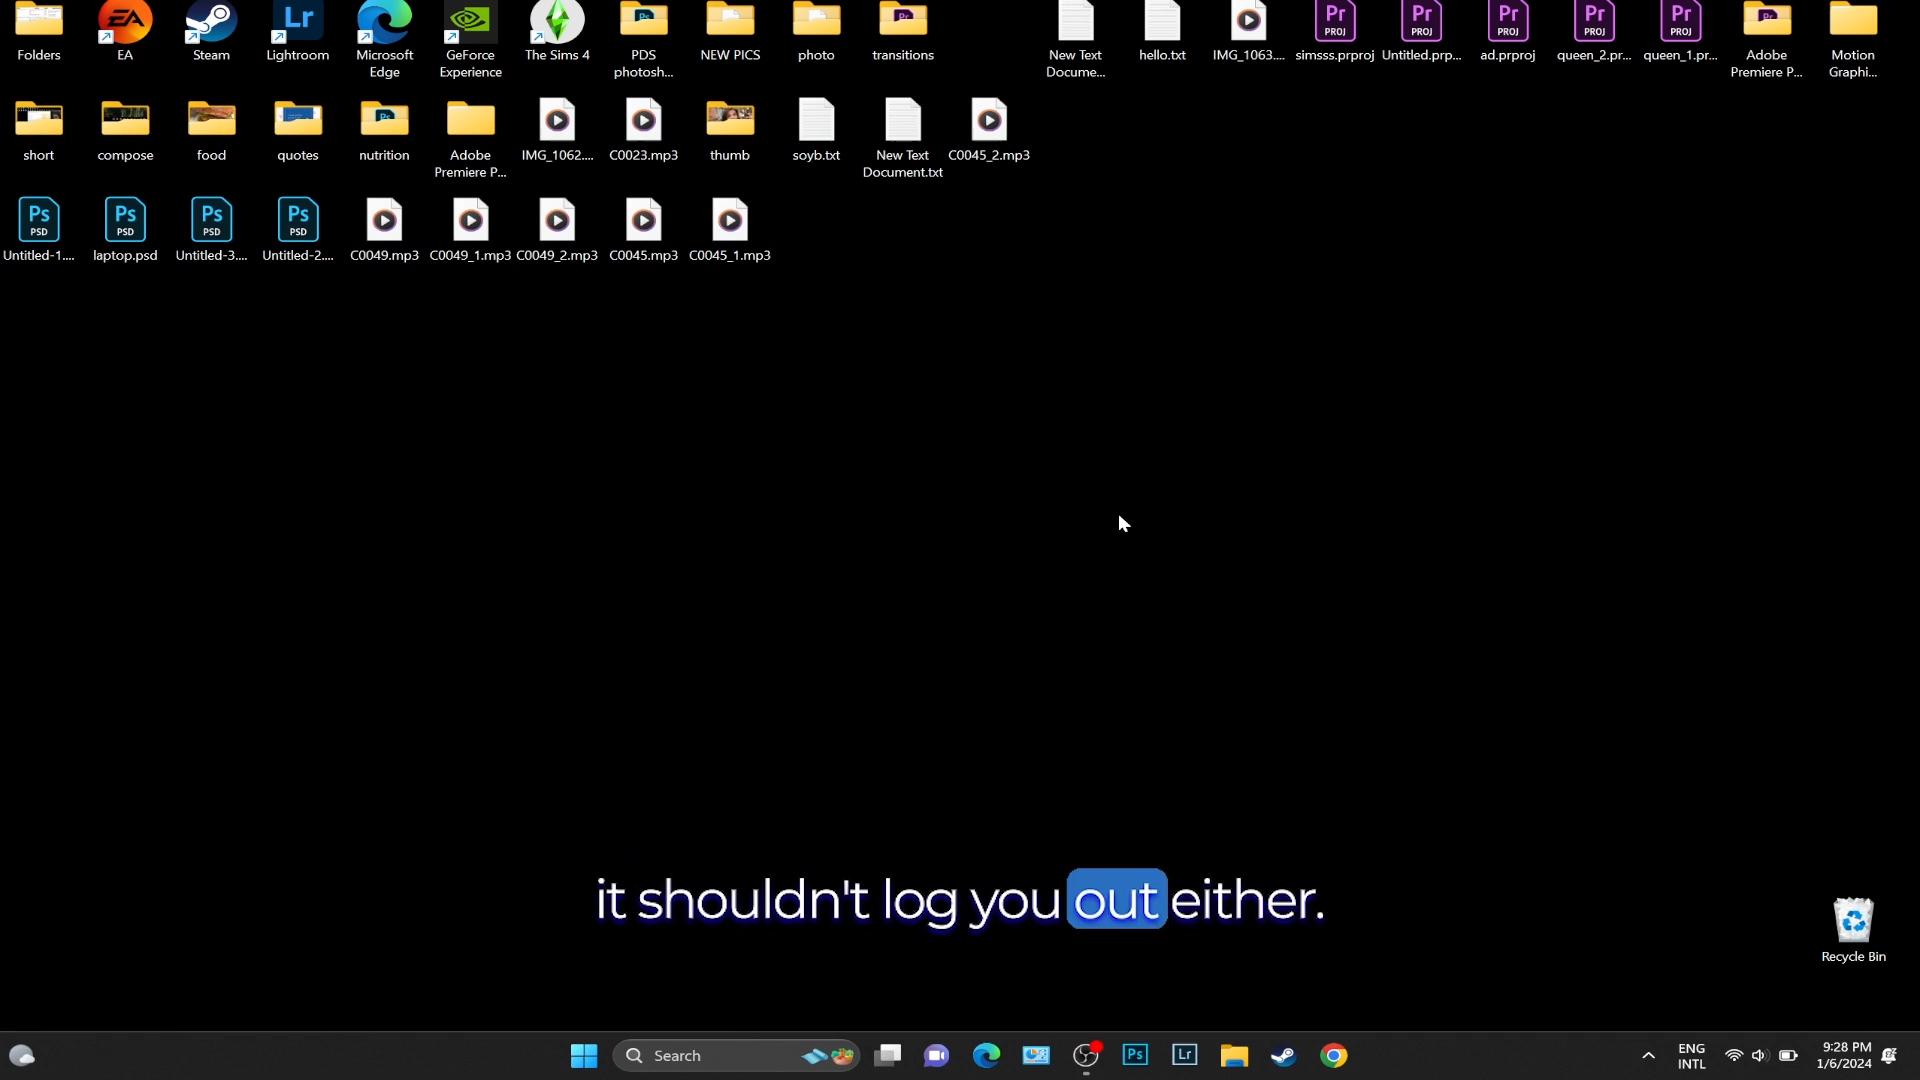 Folders EA Steam Lightroom Microsoft Edge GeForce Experience The Sims 4 PDS photosh... NEW PICS photo transitions New Text Docume... hello.txt IMG_1063.... simsss.prproj Untitled.prp... ad.prproj queen_2.pr... queen_1.pr... Adobe Premiere P... Motion Graphi...
short compose food quotes nutrition Adobe Premiere P... IMG_1062.... C0023.mp3 thumb soyb.txt New Text Document.txt C0045_2.mp3
Untitled-1.... laptop.psd Untitled-3.... Untitled-2.... C0049.mp3 C0049_1.mp3 C0049_2.mp3 C0045.mp3 C0045_1.mp3
it shouldn't log you out either.
Recycle Bin
Search
ENG
INTL
9:28 PM
1/6/2024